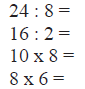 24 : 8 =
16 : 2 =
10 x 8 =
8 x 6 =